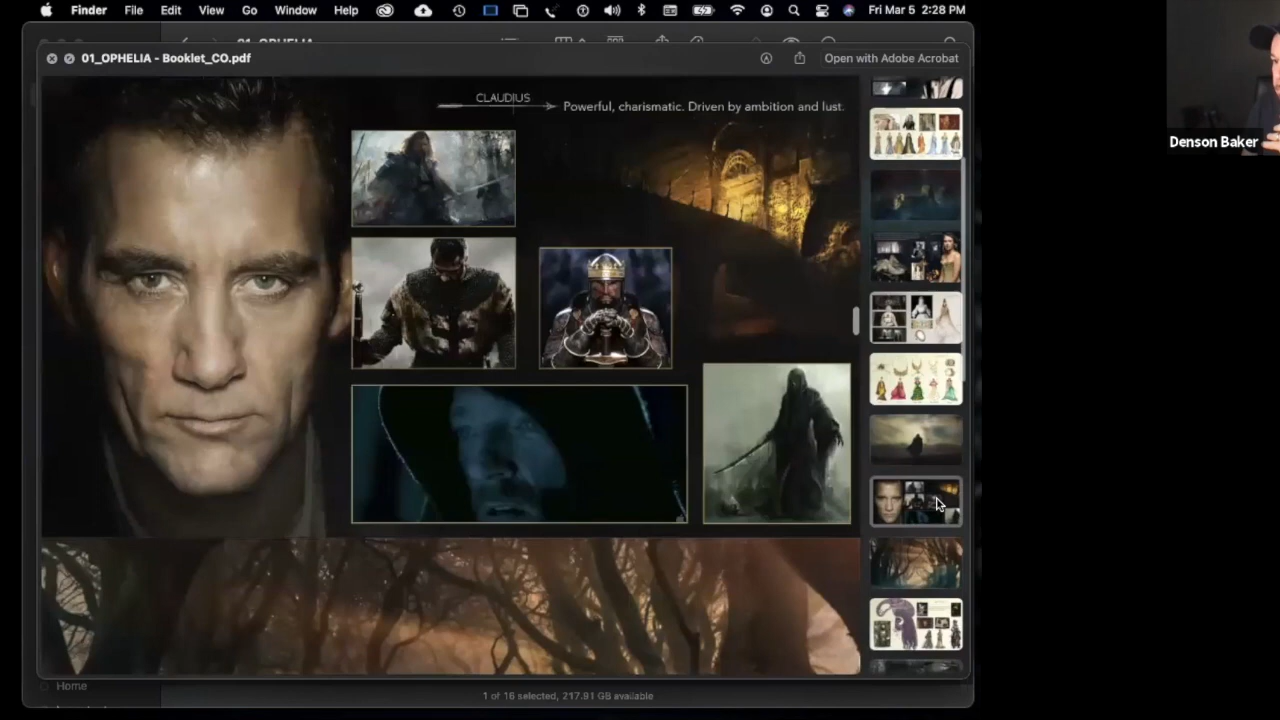 Finder File Edit View Go Window Help Fri Mar 5 2:28 PM
01_OPHELIA
01_OPHELIA - Booklet_CO.pdf
Open with Adobe Acrobat
CLAUDIUS
Powerful, charismatic. Driven by ambition and lust.
Denson Baker
Home
1 of 16 selected, 217.91 GB available